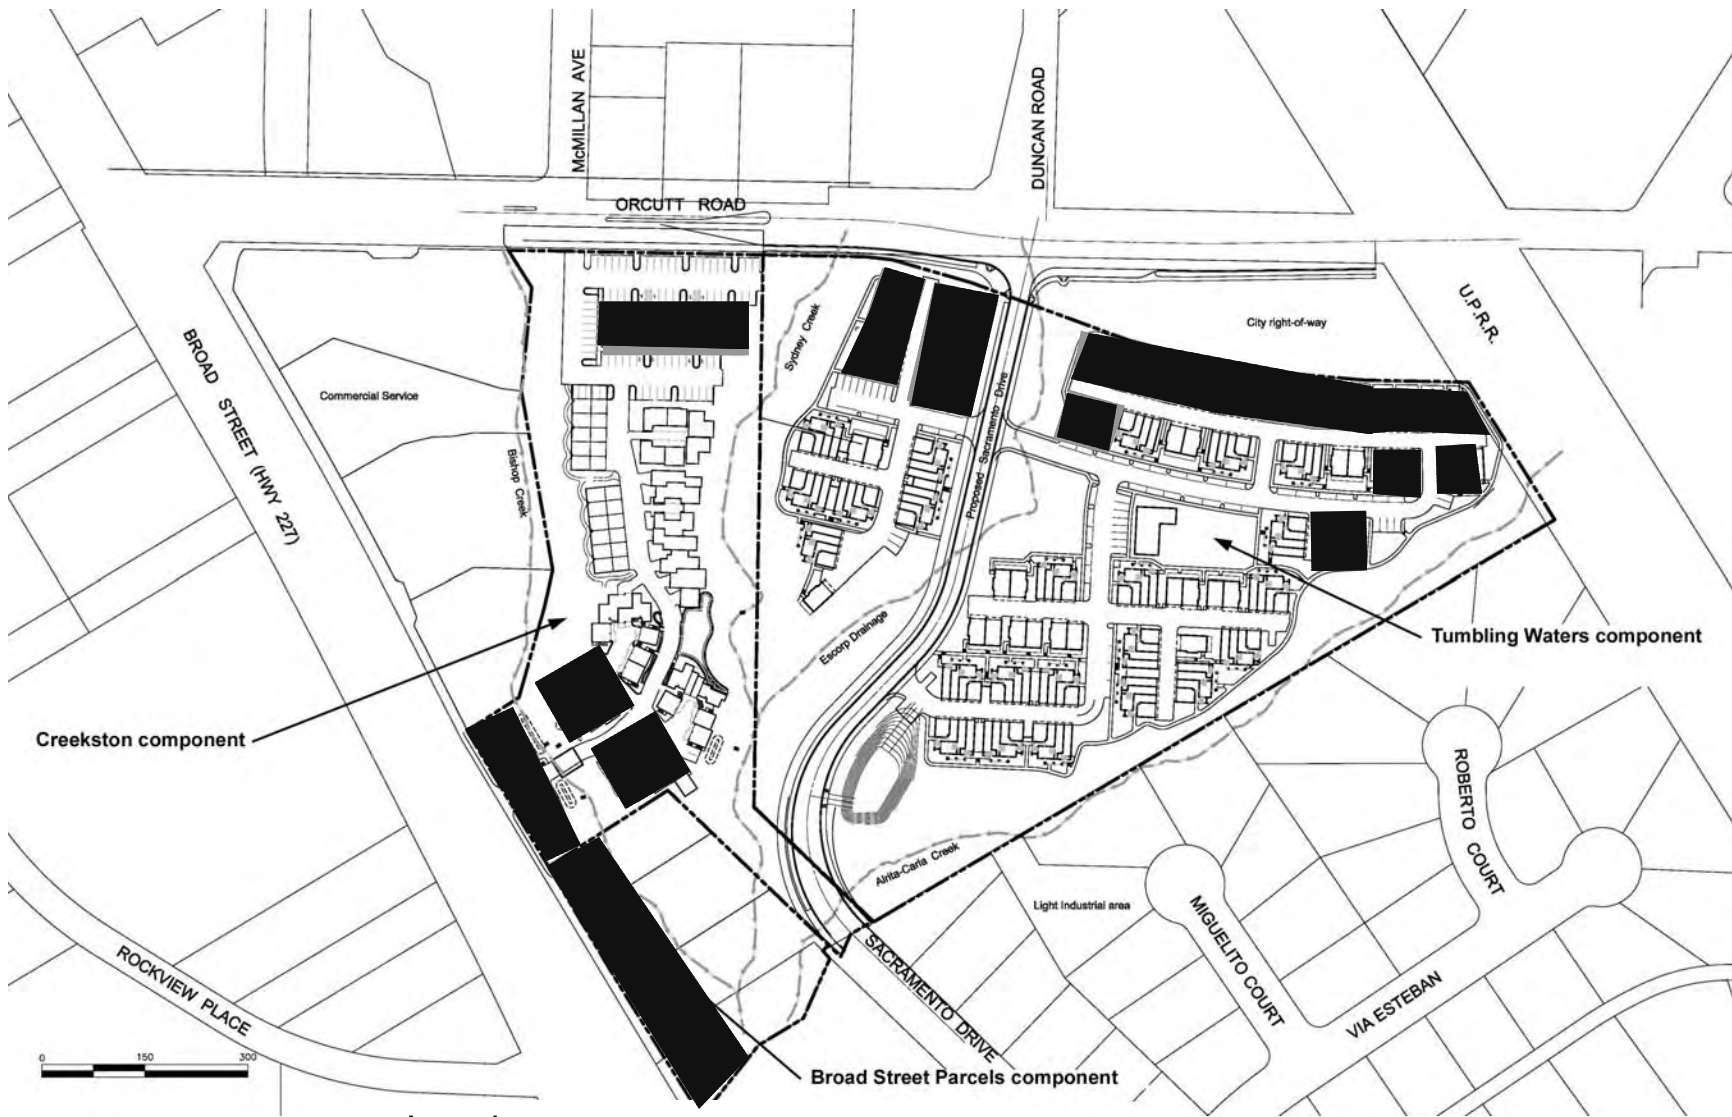 McMILLAN AVE
DUNCAN ROAD
ORCUTT ROAD
U.P.R.R.
City right-of-way
Sydney Creek
BROAD STREET (HWY 227)
Commercial Service
Proposed Sacramento Drive
Bishop Creek
Escorp Drainage
Tumbling Waters component
Creekston component
ROBERTO COURT
Alrita-Carla Creek
Light Industrial area
MIGUELITO COURT
SACRAMENTO DRIVE
ROCKVIEW PLACE
VIA ESTEBAN
0 150 300
Broad Street Parcels component